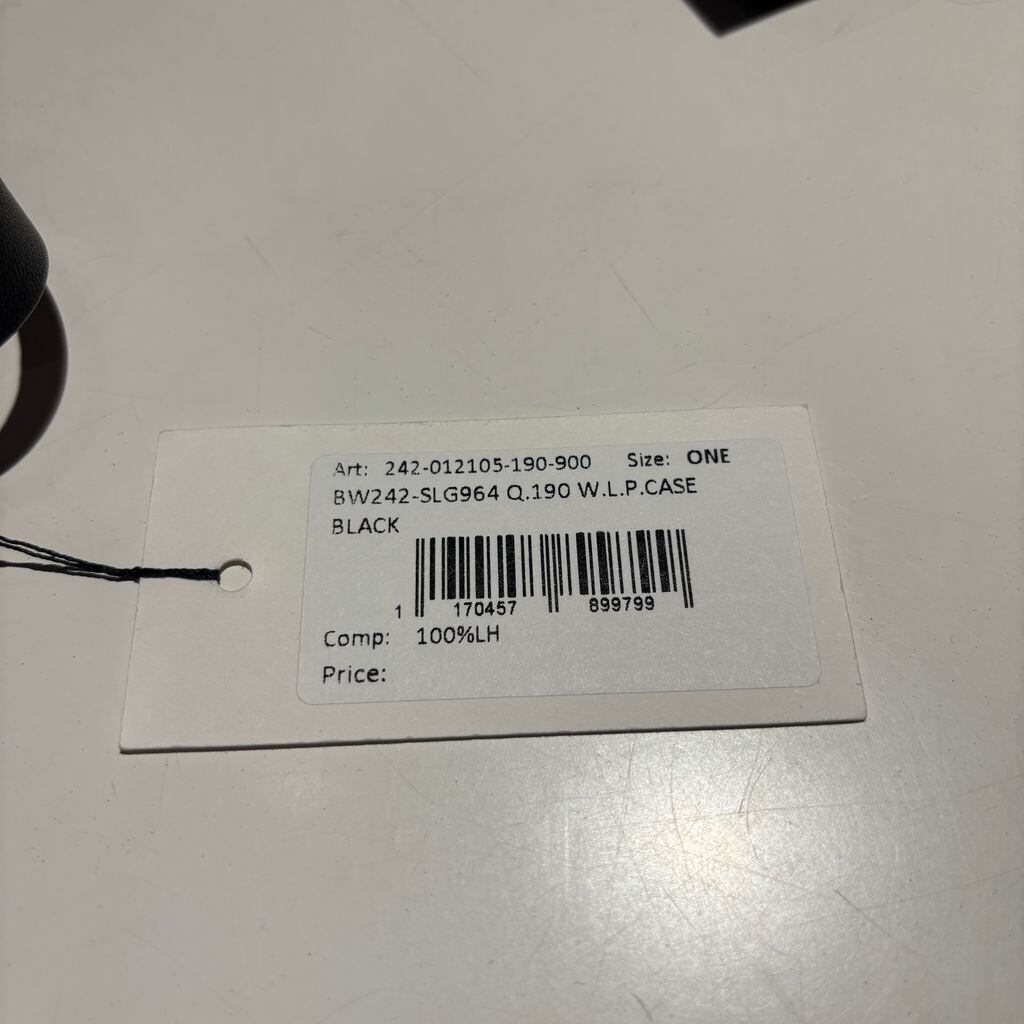 Art: 242-012105-190-900 Size: ONE
BW242-SLG964 Q.190 W.L.P.CASE
BLACK
1 170457 899799
Comp: 100%LH
Price: